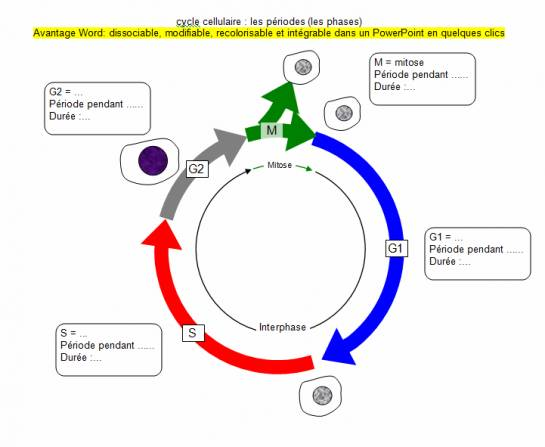 cycle cellulaire : les périodes (les phases)
Avantage Word: dissociable, modifiable, recolorisable et intégrable dans un PowerPoint en quelques clics
M = mitose
Période pendant ......
Durée :...
G2 = ...
Période pendant ......
Durée :...
M
Mitose
G2
G1
G1 = ...
Période pendant ......
Durée :...
Interphase
S
S = ...
Période pendant ......
Durée :...